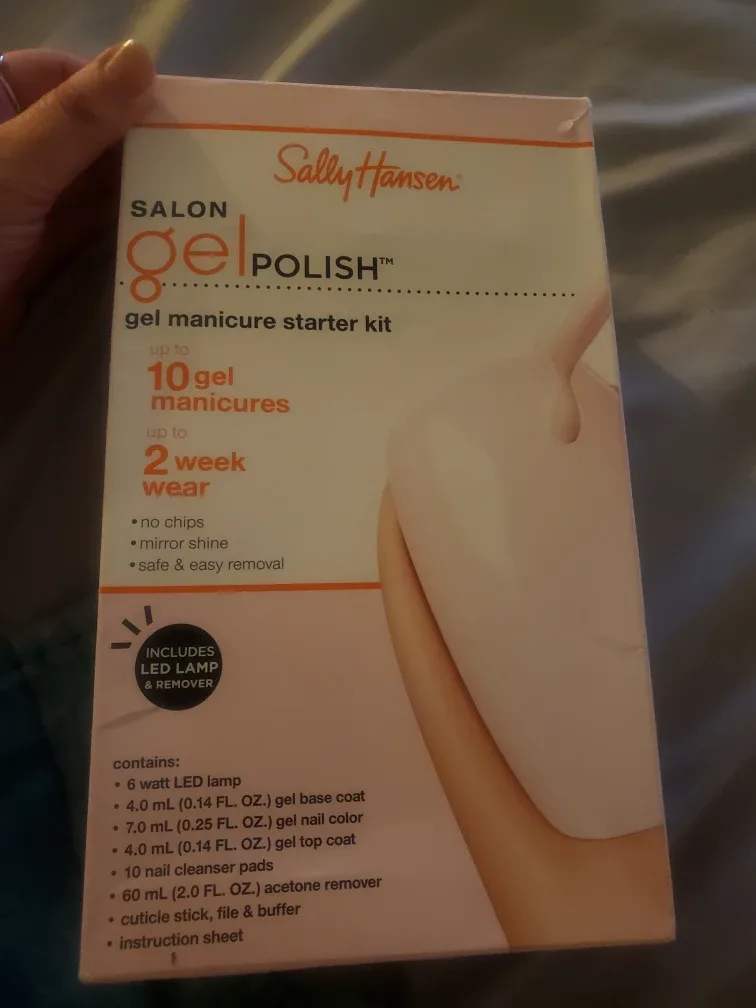 Sally Hansen
SALON
gel POLISH™
gel manicure starter kit
up to
10 gel
manicures
up to
2 week
wear
• no chips
• mirror shine
• safe & easy removal
INCLUDES
LED LAMP
& REMOVER
contains:
• 6 watt LED lamp
• 4.0 mL (0.14 FL. OZ.) gel base coat
• 7.0 mL (0.25 FL. OZ.) gel nail color
• 4.0 mL (0.14 FL. OZ.) gel top coat
• 10 nail cleanser pads
• 60 mL (2.0 FL. OZ.) acetone remover
• cuticle stick, file & buffer
• instruction sheet